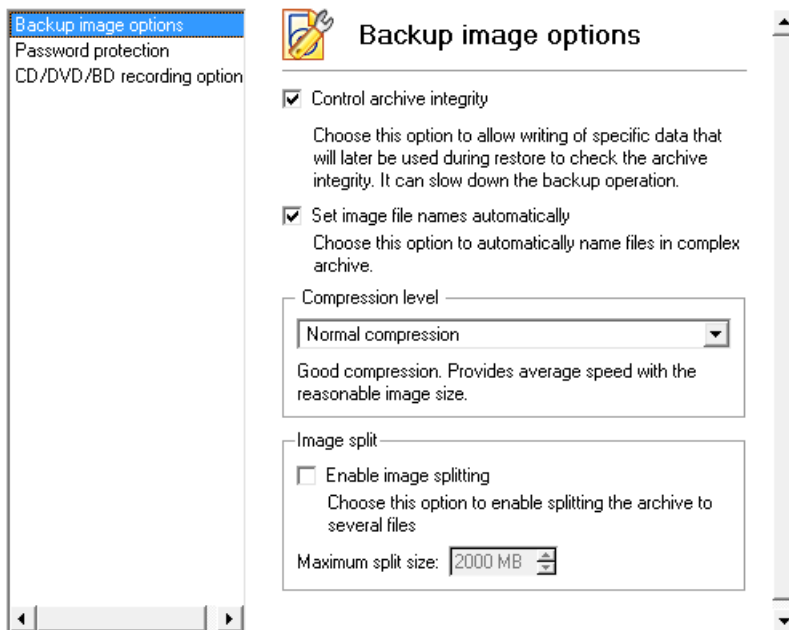 Backup image options
Password protection
CD/DVD/BD recording option
Backup image options
Control archive integrity
Choose this option to allow writing of specific data that
will later be used during restore to check the archive
integrity. It can slow down the backup operation.
Set image file names automatically
Choose this option to automatically name files in complex
archive.
Compression level
Normal compression
Good compression. Provides average speed with the
reasonable image size.
Image split
Enable image splitting
Choose this option to enable splitting the archive to
several files
Maximum split size: 2000 MB